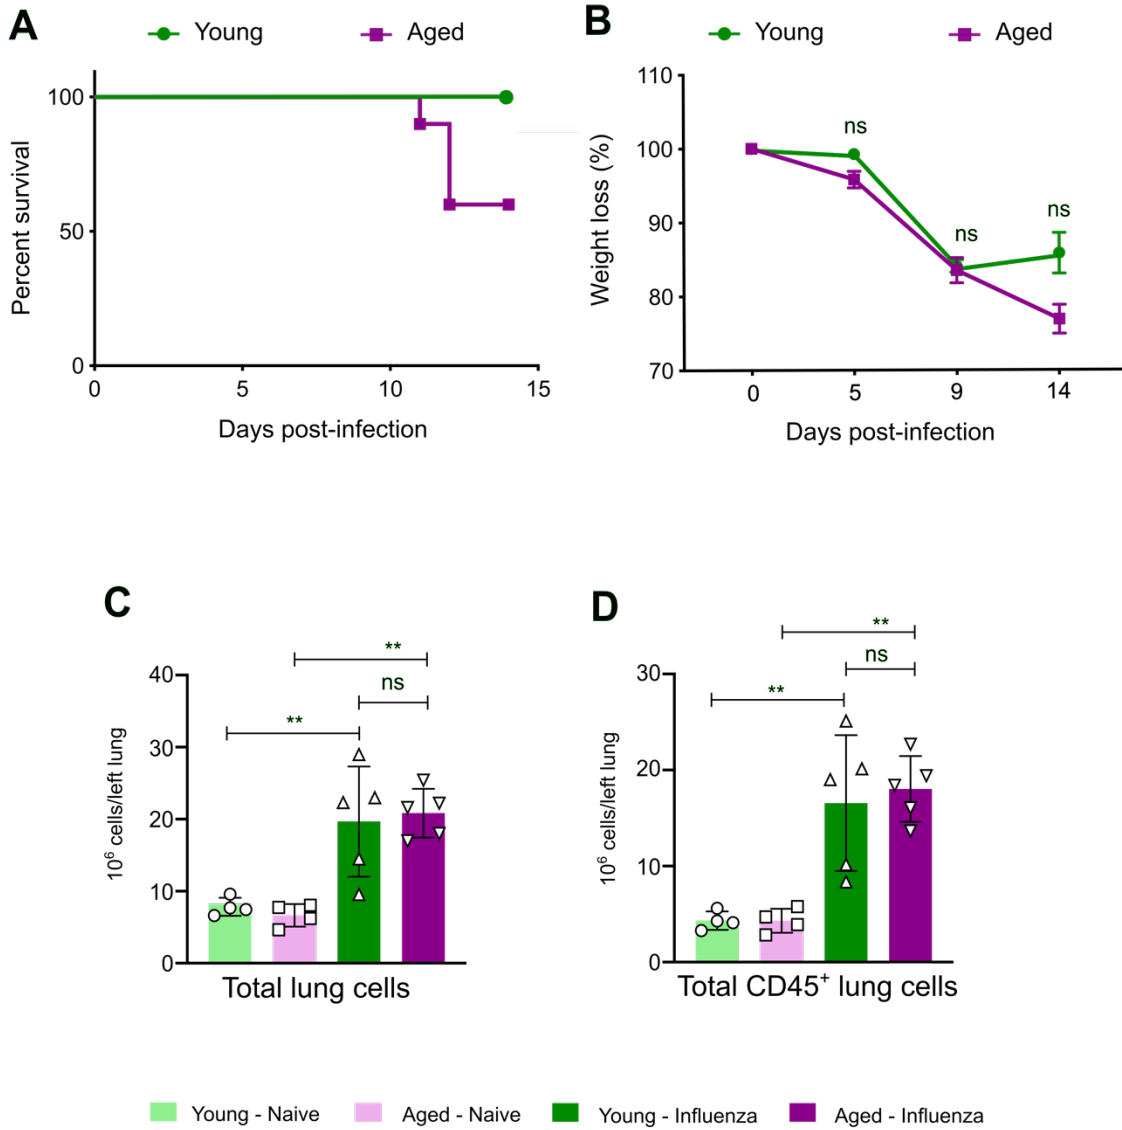 A
Young
Aged
100
50
0
Percent survival
0
5
10
15
Days post-infection
B
Young
Aged
110
100
90
80
70
Weight loss (%)
ns
ns
ns
0
5
9
14
Days post-infection
C
**
ns
**
40
30
20
10
0
10⁶ cells/left lung
Total lung cells
D
**
ns
**
30
20
10
0
10⁶ cells/left lung
Total CD45⁺ lung cells
Young - Naive
Aged - Naive
Young - Influenza
Aged - Influenza